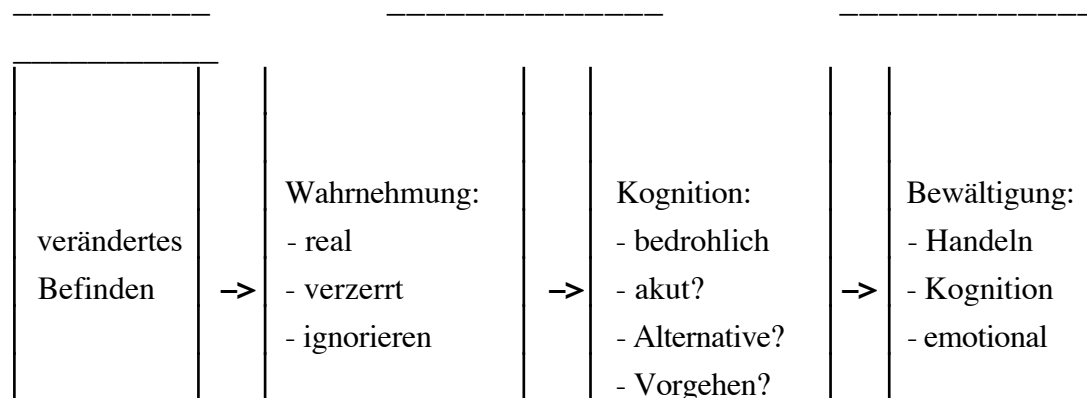 verändertes
Befinden
->
Wahrnehmung:
- real
- verzerrt
- ignorieren
->
Kognition:
- bedrohlich
- akut?
- Alternative?
- Vorgehen?
->
Bewältigung:
- Handeln
- Kognition
- emotional